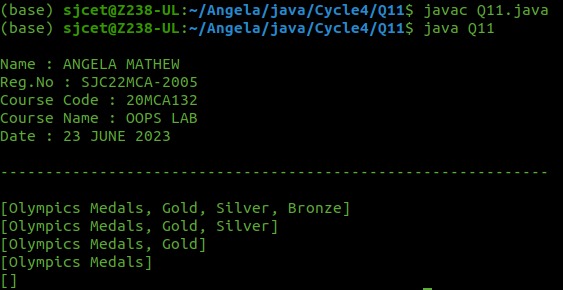 (base) sjcet@Z238-UL:~/Angela/java/Cycle4/Q11$ javac Q11.java
(base) sjcet@Z238-UL:~/Angela/java/Cycle4/Q11$ java Q11
Name : ANGELA MATHEW
Reg.No : SJC22MCA-2005
Course Code : 20MCA132
Course Name : OOPS LAB
Date : 23 JUNE 2023
-------------------------------------------------------------
[Olympics Medals, Gold, Silver, Bronze]
[Olympics Medals, Gold, Silver]
[Olympics Medals, Gold]
[Olympics Medals]
[]